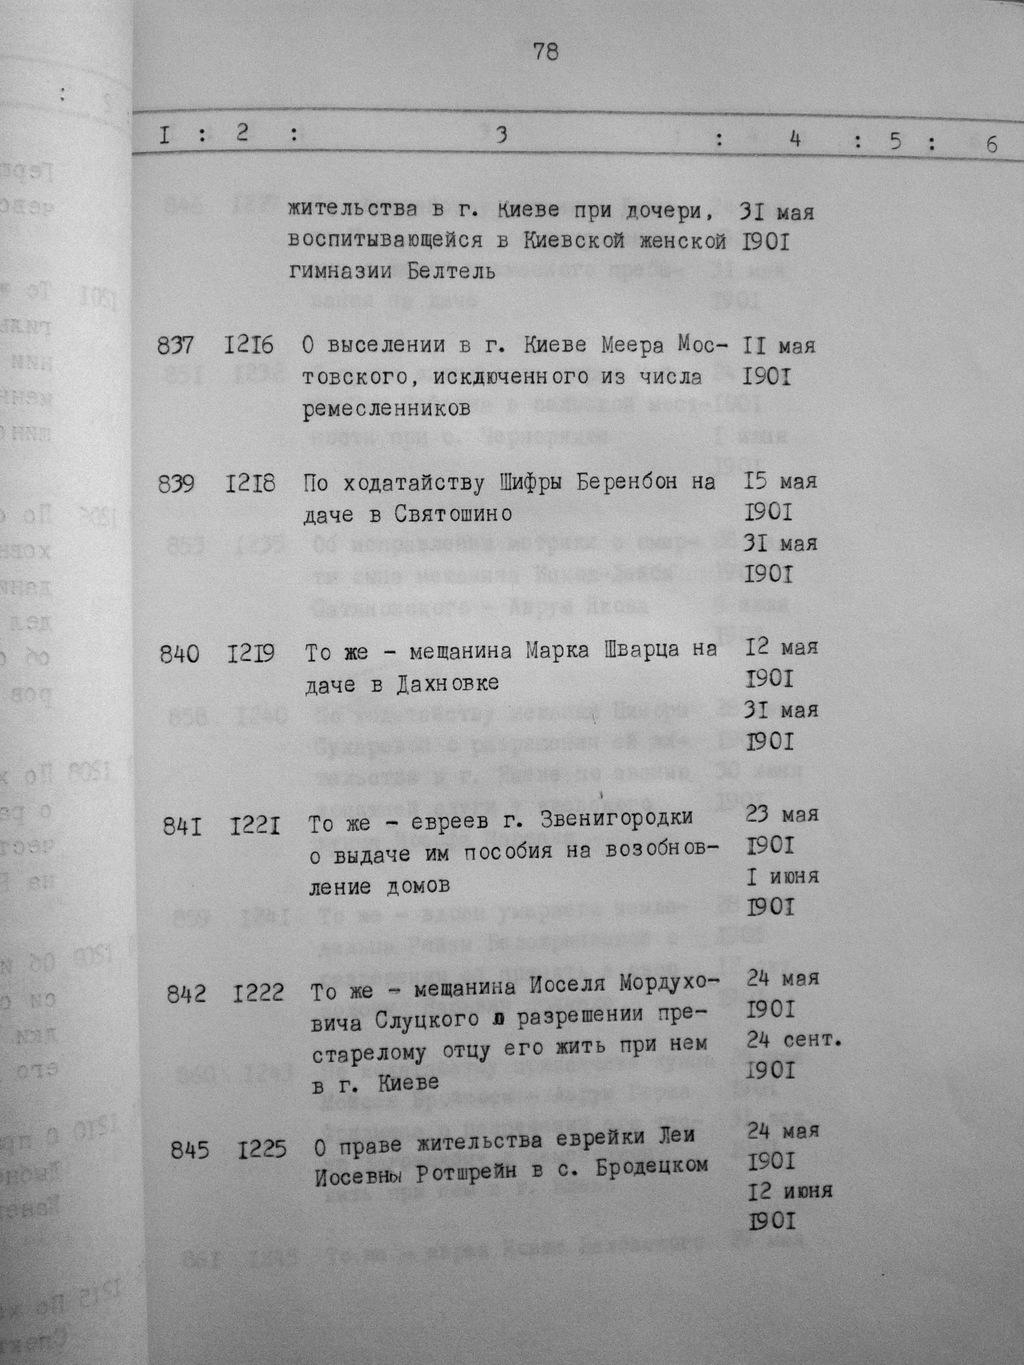 78
I : 2 : 3 : 4 : 5 : 6
жительства в г. Киеве при дочери, 31 мая
воспитывающейся в Киевской женской 1901
гимназии Белтель
837 1216 О выселении в г. Киеве Меера Мос- 11 мая
товского, исключенного из числа 1901
ремесленников
839 1218 По ходатайству Шифры Беренбон на 15 мая
даче в Святошино 1901
31 мая
1901
840 1219 То же - мещанина Марка Шварца на 12 мая
даче в Дахновке 1901
31 мая
1901
841 1221 То же - евреев г. Звенигородки 23 мая
о выдаче им пособия на возобнов- 1901
ление домов 1 июня
1901
842 1222 То же - мещанина Иоселя Мордухо- 24 мая
вича Слуцкого о разрешении пре- 1901
старелому отцу его жить при нем 24 сент.
в г. Киеве 1901
845 1225 О праве жительства еврейки Леи 24 мая
Иосевны Ротшрейн в с. Бродецком 1901
12 июня
1901